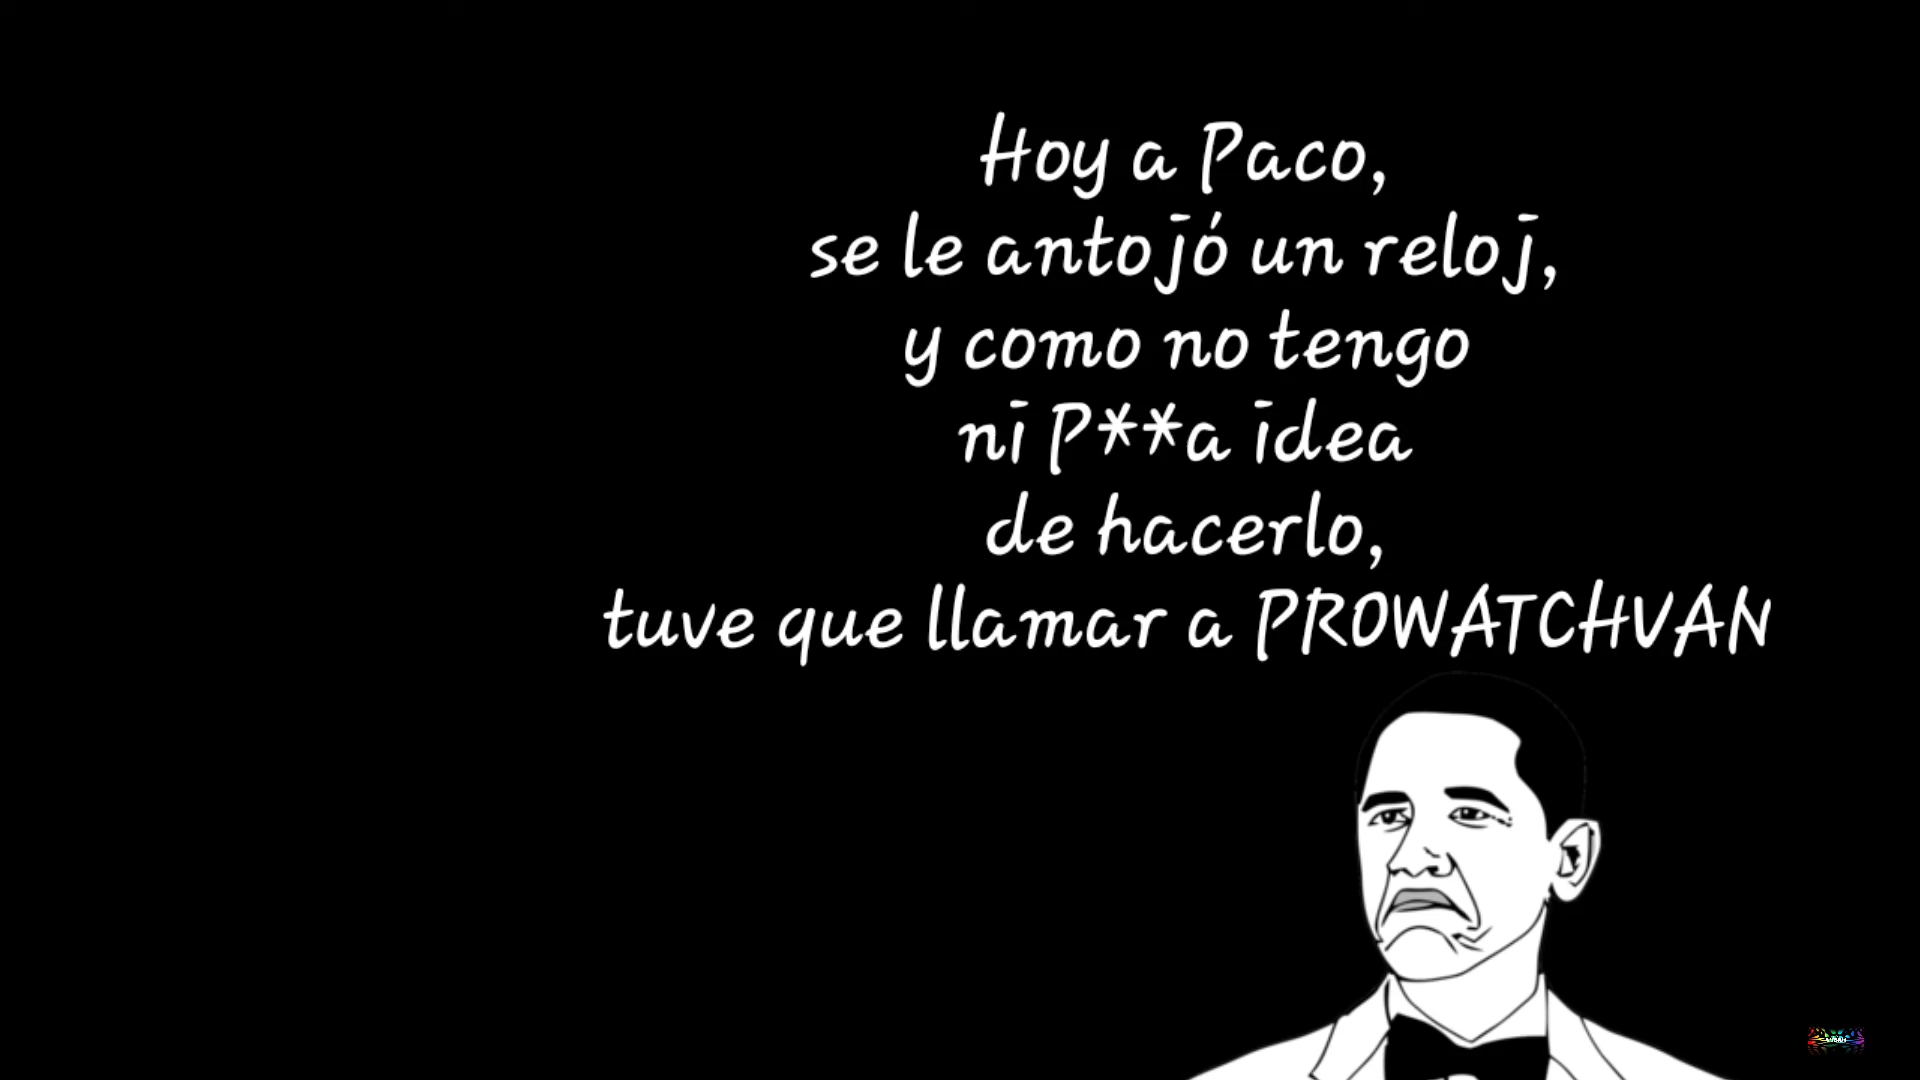 Hoy a Paco,
se le antojó un reloj,
y como no tengo
ni P**a idea
de hacerlo,
tuve que llamar a PROWATCHVAN